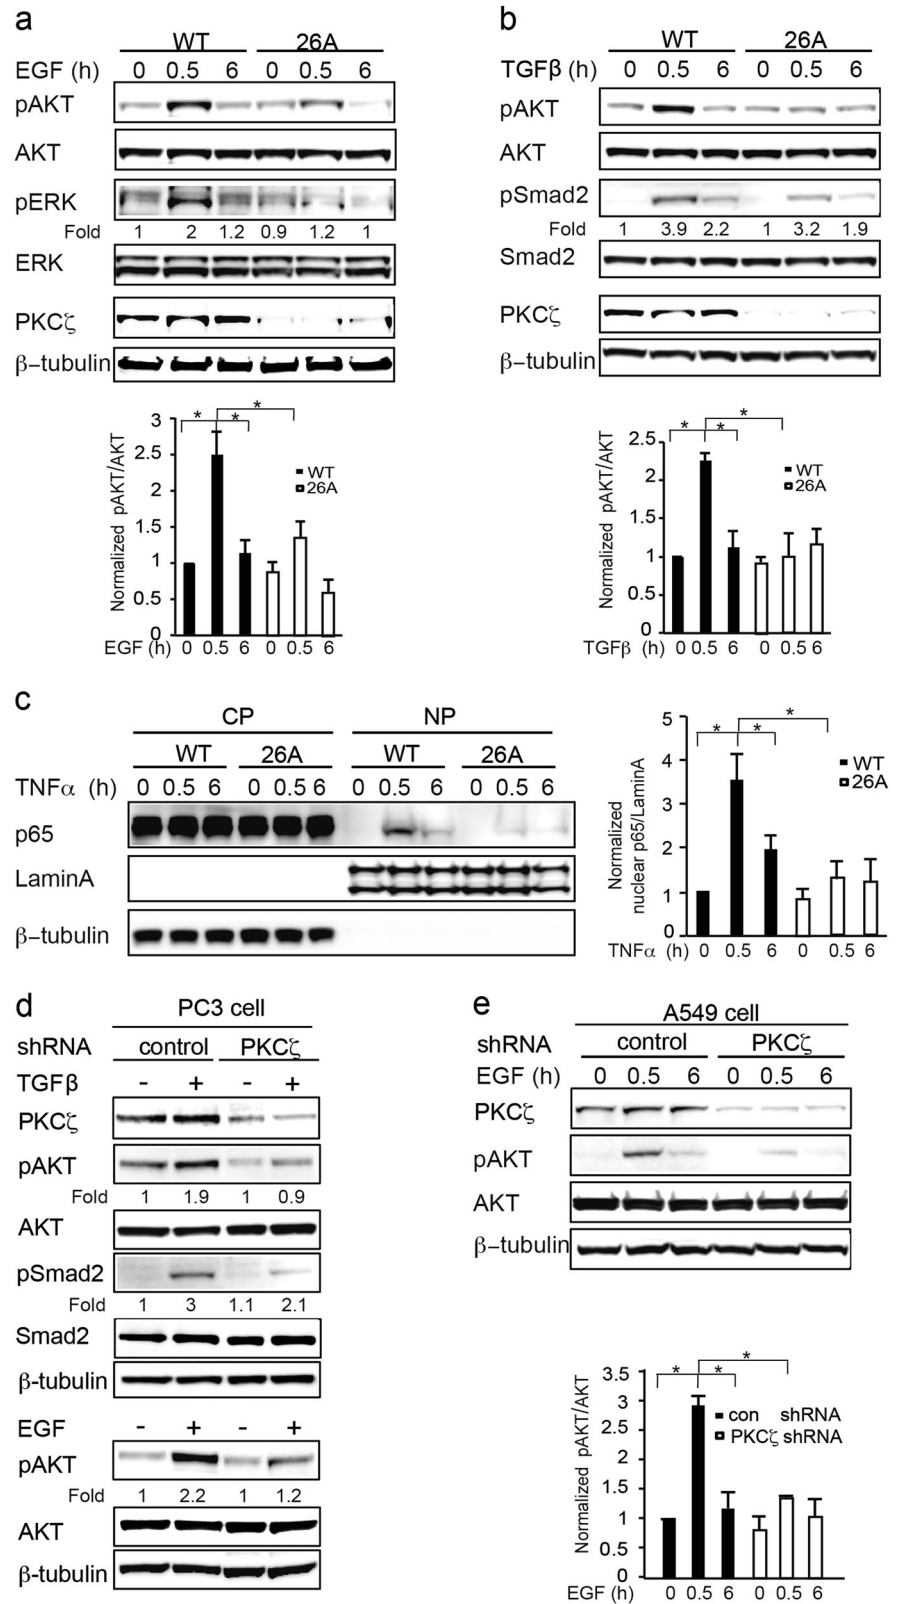 a
WT 26A
EGF (h) 0 0.5 6 0 0.5 6
pAKT
AKT
pERK
Fold 1 2 1.2 0.9 1.2 1
ERK
PKCζ
β–tubulin
Normalized pAKT/AKT
3
2.5
2
1.5
1
0.5
0
* * *
WT
26A
EGF (h) 0 0.5 6 0 0.5 6
b
WT 26A
TGFβ (h) 0 0.5 6 0 0.5 6
pAKT
AKT
pSmad2
Fold 1 3.9 2.2 1 3.2 1.9
Smad2
PKCζ
β–tubulin
Normalized pAKT/AKT
2.5
2
1.5
1
0.5
0
* * *
WT
26A
TGFβ (h) 0 0.5 6 0 0.5 6
c
CP NP
WT 26A WT 26A
TNFα (h) 0 0.5 6 0 0.5 6 0 0.5 6 0 0.5 6
p65
LaminA
β–tubulin
Normalized
nuclear p65/LaminA
5
4
3
2
1
0
* * *
WT
26A
TNFα (h) 0 0.5 6 0 0.5 6
d
PC3 cell
shRNA control PKCζ
TGFβ - + - +
PKCζ
pAKT
Fold 1 1.9 1 0.9
AKT
pSmad2
Fold 1 3 1.1 2.1
Smad2
β-tubulin
EGF - + - +
pAKT
Fold 1 2.2 1 1.2
AKT
β-tubulin
e
A549 cell
shRNA control PKCζ
EGF (h) 0 0.5 6 0 0.5 6
PKCζ
pAKT
AKT
β–tubulin
Normalized pAKT/AKT
3.5
3
2.5
2
1.5
1
0.5
0
* * *
con shRNA
PKCζ shRNA
EGF (h) 0 0.5 6 0 0.5 6